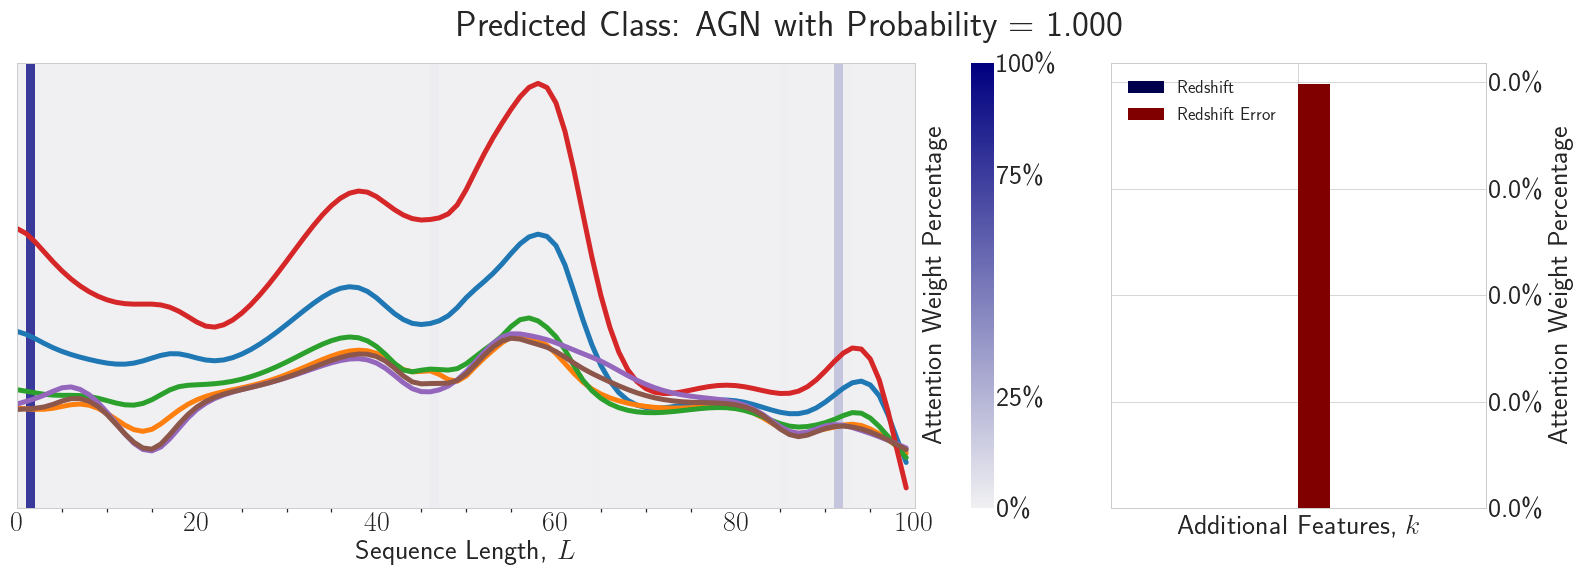 Predicted Class: AGN with Probability = 1.000
100%
75%
25%
0%
Attention Weight Percentage
0 20 40 60 80 100
Sequence Length, L
Redshift
Redshift Error
0.0%
0.0%
0.0%
0.0%
0.0%
Attention Weight Percentage
Additional Features, k